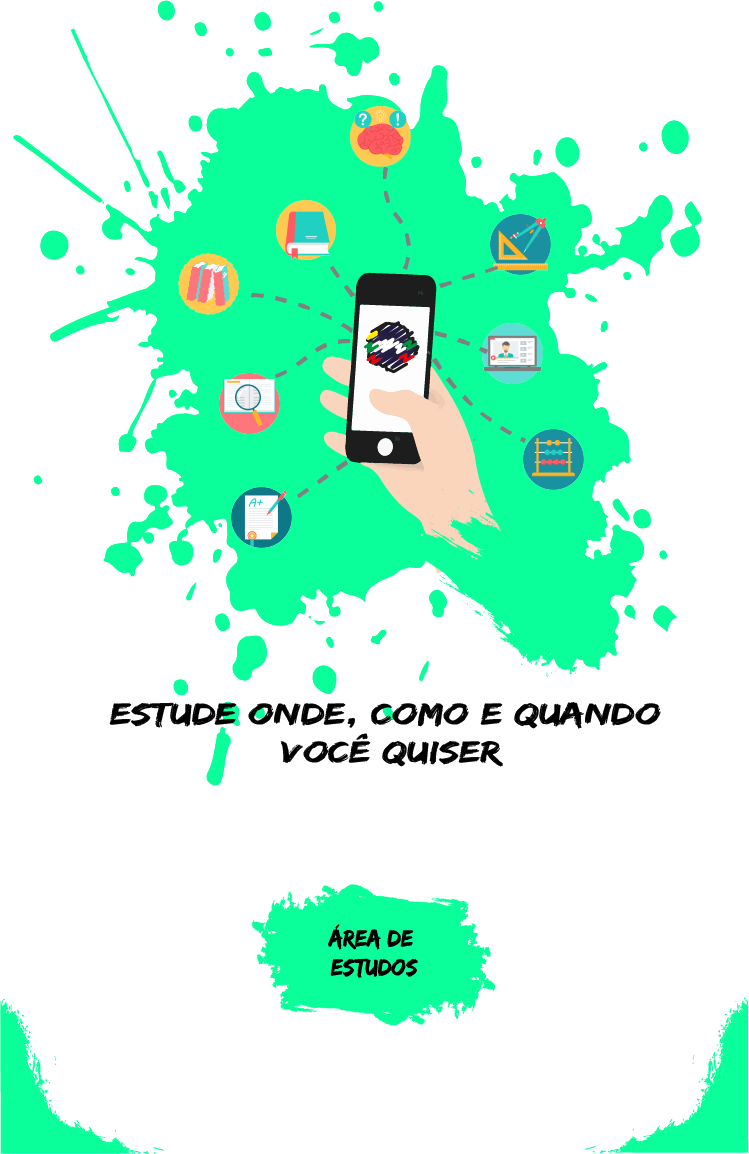 ?
!
A+
ESTUDE ONDE, COMO E QUANDO
VOCÊ QUISER
ÁREA DE
ESTUDOS